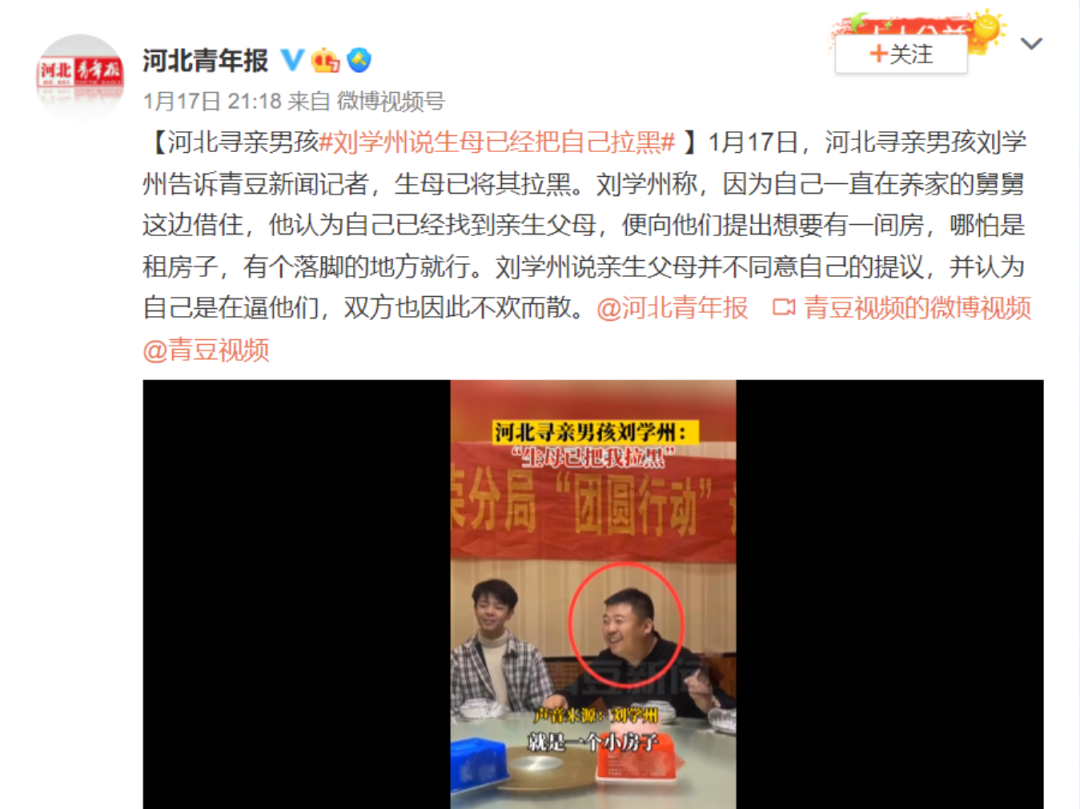 河北青年报
河北青年报
+关注
1月17日 21:18 来自 微博视频号
【河北寻亲男孩#刘学州说生母已经把自己拉黑# 】1月17日，河北寻亲男孩刘学
州告诉青豆新闻记者，生母已将其拉黑。刘学州称，因为自己一直在养家的舅舅
这边借住，他认为自己已经找到亲生父母，便向他们提出想要有一间房，哪怕是
租房子，有个落脚的地方就行。刘学州说亲生父母并不同意自己的提议，并认为
自己是在逼他们，双方也因此不欢而散。@河北青年报 青豆视频的微博视频
@青豆视频
河北寻亲男孩刘学州：
“生母已把我拉黑”
荣分局“团圆行动”
青豆新闻
声音来源：刘学州
就是一个小房子